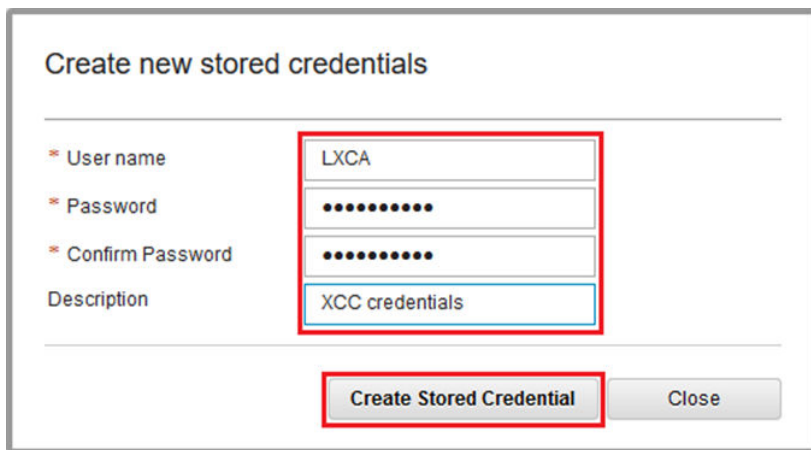 Create new stored credentials
* User name LXCA
* Password ••••••••••
* Confirm Password ••••••••••
Description XCC credentials
Create Stored Credential Close